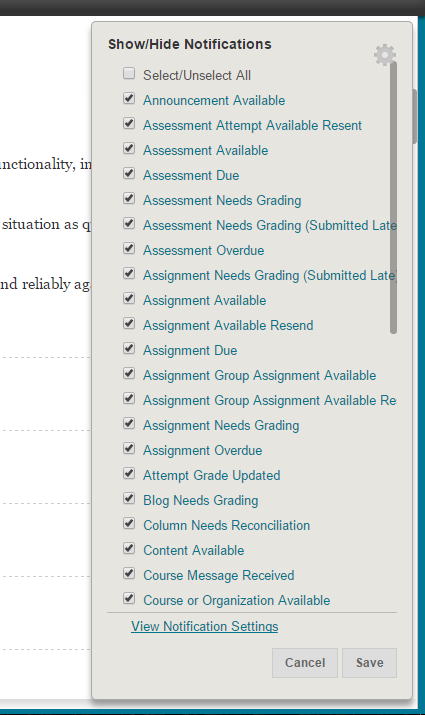 Show/Hide Notifications
Select/Unselect All
Announcement Available
Assessment Attempt Available Resent
Assessment Available
nctionality, in
Assessment Due
Assessment Needs Grading
situation as q
Assessment Needs Grading (Submitted Late
Assessment Overdue
Assignment Needs Grading (Submitted Late
nd reliably aga
Assignment Available
Assignment Available Resend
Assignment Due
Assignment Group Assignment Available
Assignment Group Assignment Available Re
Assignment Needs Grading
Assignment Overdue
Attempt Grade Updated
Blog Needs Grading
Column Needs Reconciliation
Content Available
Course Message Received
Course or Organization Available
View Notification Settings
Cancel Save